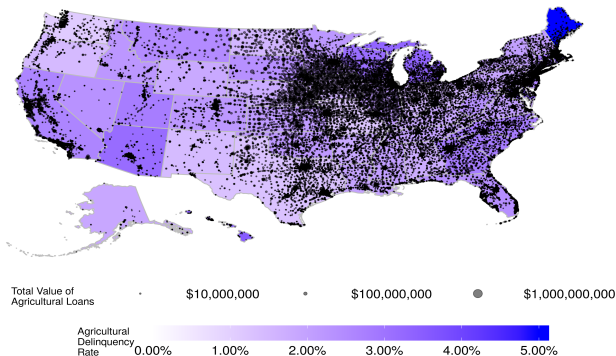 Total Value of
Agricultural Loans
$10,000,000
$100,000,000
$1,000,000,000
Agricultural
Delinquency
Rate
0.00%
1.00%
2.00%
3.00%
4.00%
5.00%